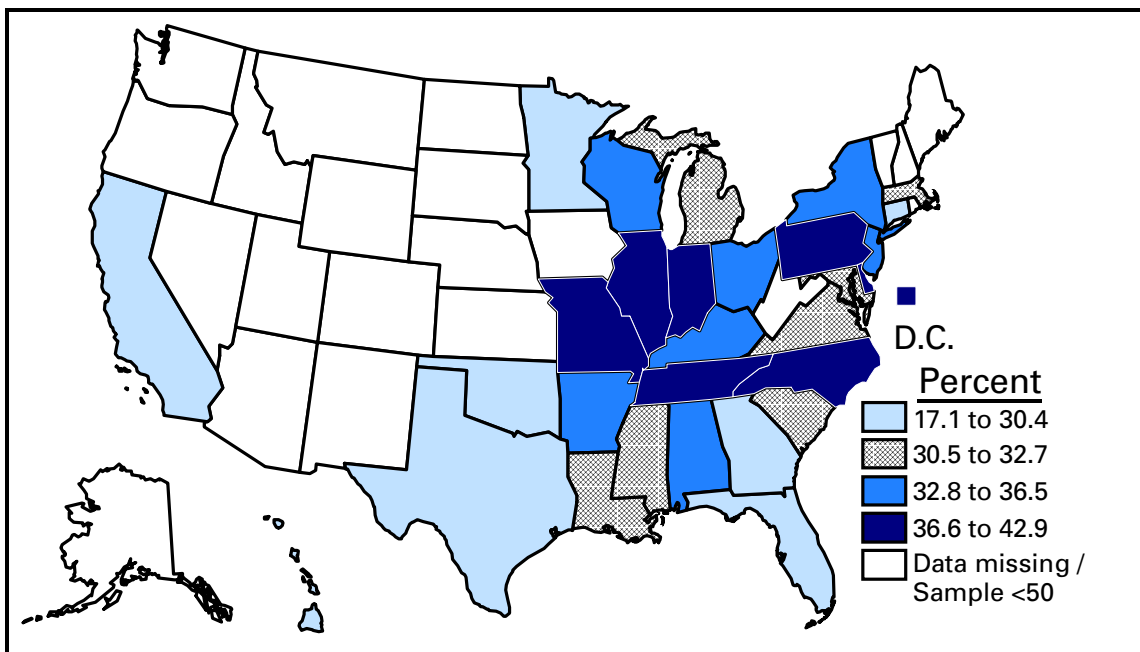 D.C.
Percent
17.1 to 30.4
30.5 to 32.7
32.8 to 36.5
36.6 to 42.9
Data missing /
Sample <50